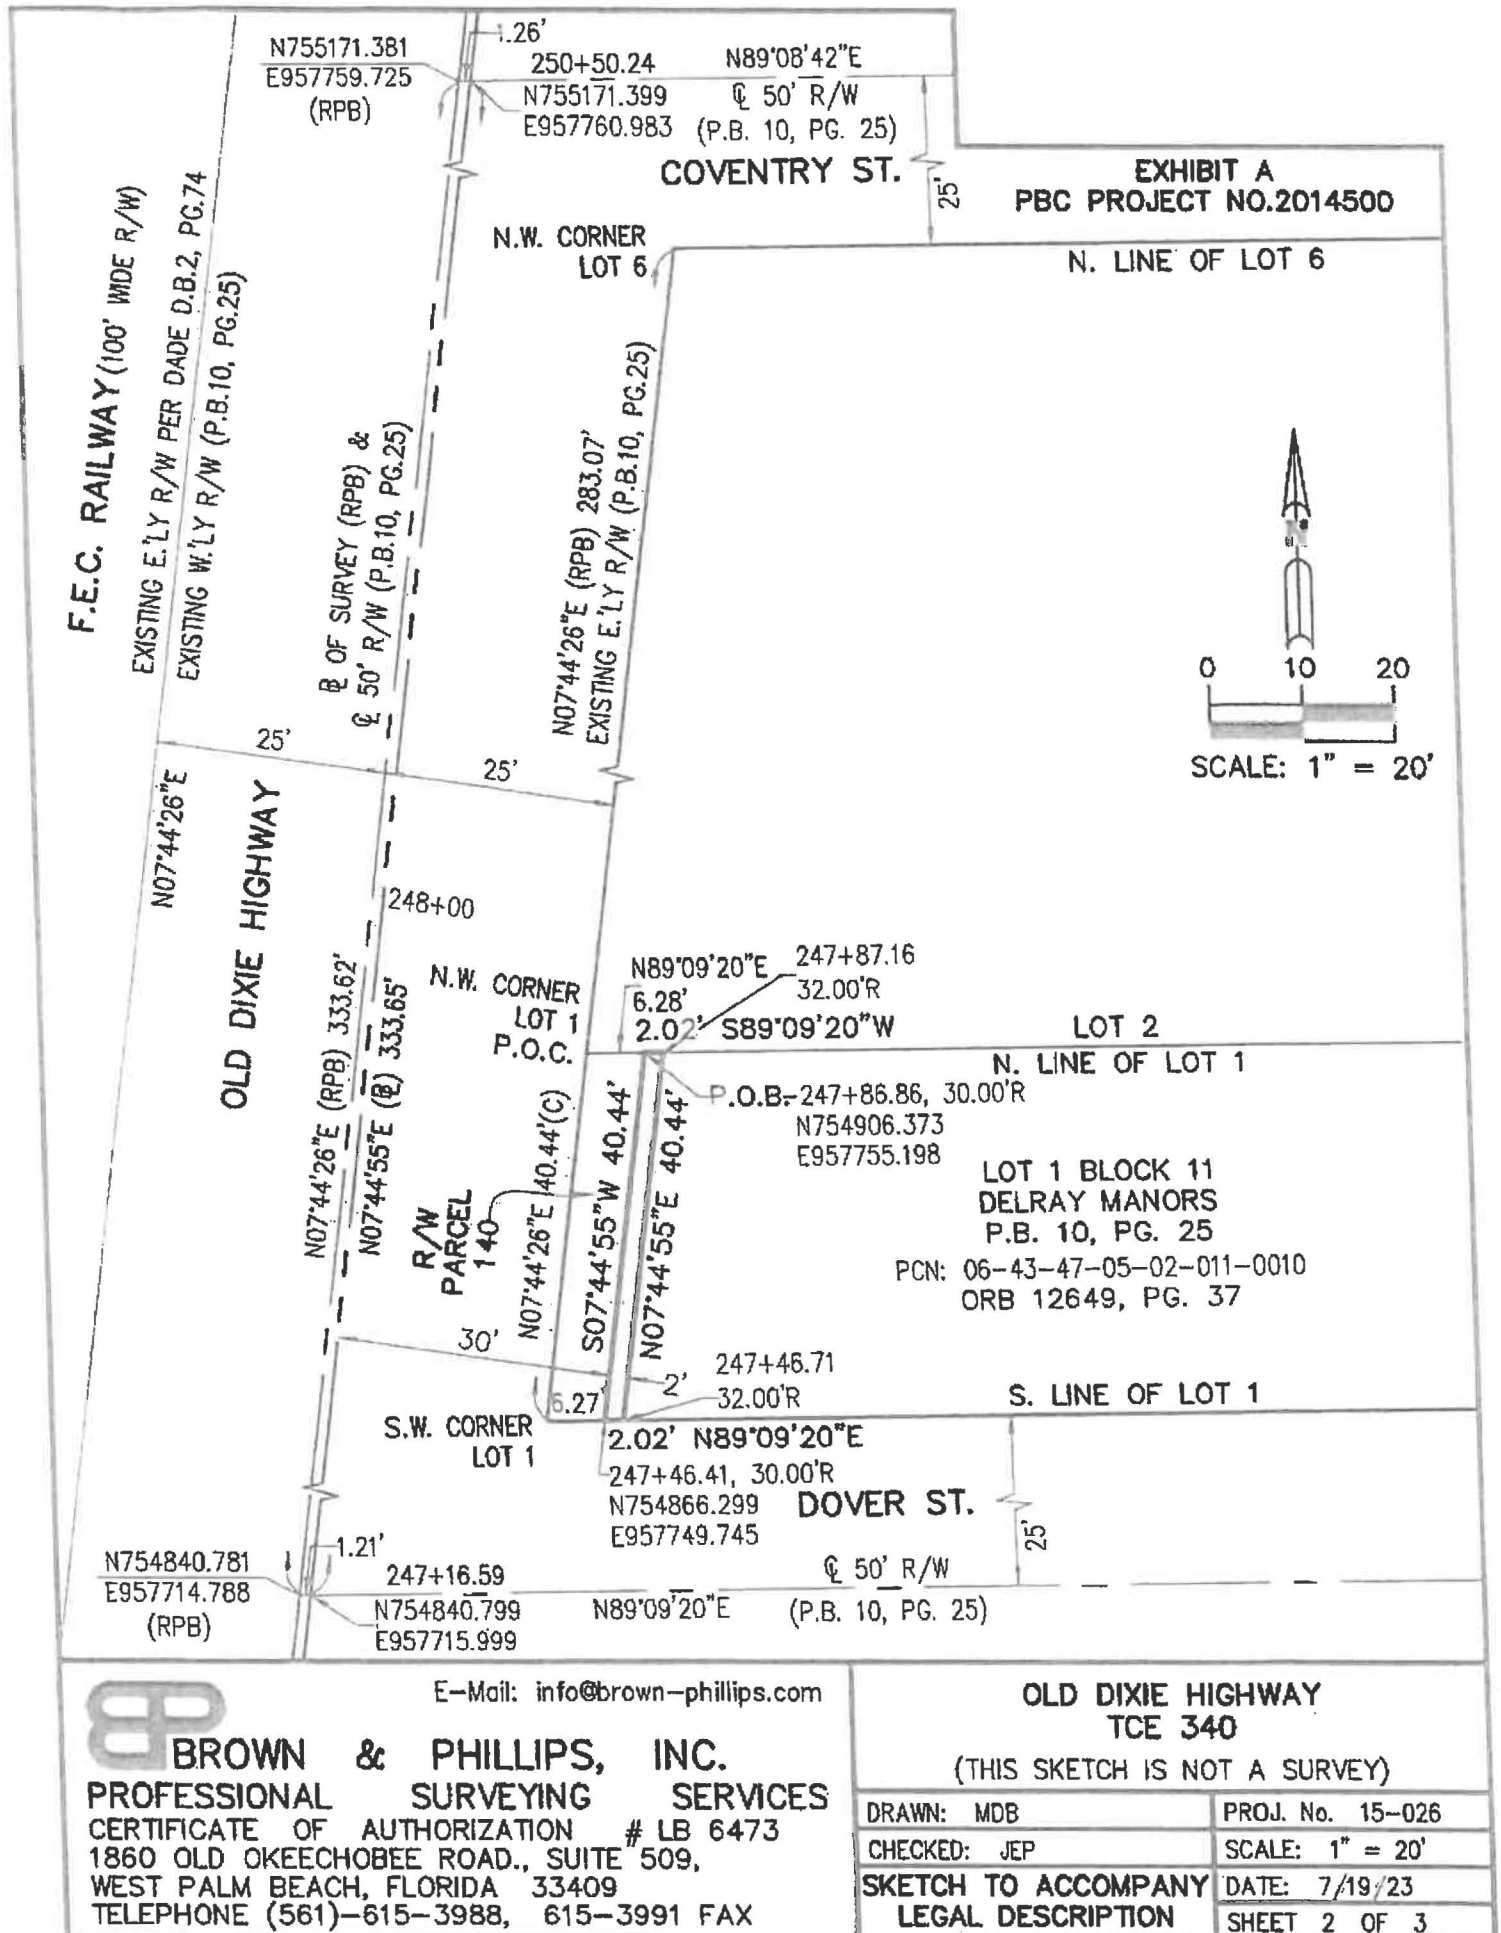 1.26'
N755171.381
E957759.725
(RPB)
250+50.24
N755171.399
E957760.983
N89°08'42"E
℄ 50' R/W
(P.B. 10, PG. 25)
COVENTRY ST.
25'
EXHIBIT A
PBC PROJECT NO.2014500
N.W. CORNER
LOT 6
N. LINE OF LOT 6
F.E.C. RAILWAY (100' WIDE R/W)
EXISTING E.'LY R/W PER DADE D.B.2, PG.74
EXISTING W.'LY R/W (P.B.10, PG.25)
B OF SURVEY (RPB) &
℄ 50' R/W (P.B.10, PG.25)
N07°44'26"E (RPB) 283.07'
EXISTING E.'LY R/W (P.B.10, PG.25)
N
0 10 20
SCALE: 1" = 20'
25'
25'
N07°44'26"E
OLD DIXIE HIGHWAY
248+00
N07°44'26"E (RPB) 333.62'
N07°44'55"E (B) 333.65'
N.W. CORNER
LOT 1
P.O.C.
N89°09'20"E
6.28'
247+87.16
32.00'R
2.02' S89°09'20"W
LOT 2
N. LINE OF LOT 1
P.O.B.-247+86.86, 30.00'R
N754906.373
E957755.198
R/W
PARCEL
140
N07°44'26"E 40.44'(C)
S07°44'55"W 40.44'
N07°44'55"E 40.44'
LOT 1 BLOCK 11
DELRAY MANORS
P.B. 10, PG. 25
PCN: 06-43-47-05-02-011-0010
ORB 12649, PG. 37
30'
2'
247+46.71
32.00'R
6.27'
S.W. CORNER
LOT 1
S. LINE OF LOT 1
2.02' N89°09'20"E
247+46.41, 30.00'R
N754866.299
E957749.745
DOVER ST.
25'
1.21'
N754840.781
E957714.788
(RPB)
247+16.59
N754840.799
E957715.999
N89°09'20"E
℄ 50' R/W
(P.B. 10, PG. 25)
BP
E-Mail: info@brown-phillips.com
BROWN & PHILLIPS, INC.
PROFESSIONAL SURVEYING SERVICES
CERTIFICATE OF AUTHORIZATION # LB 6473
1860 OLD OKEECHOBEE ROAD., SUITE 509,
WEST PALM BEACH, FLORIDA 33409
TELEPHONE (561)-615-3988, 615-3991 FAX
OLD DIXIE HIGHWAY
TCE 340
(THIS SKETCH IS NOT A SURVEY)
DRAWN: MDB
PROJ. No. 15-026
CHECKED: JEP
SCALE: 1" = 20'
SKETCH TO ACCOMPANY
LEGAL DESCRIPTION
DATE: 7/19/23
SHEET 2 OF 3